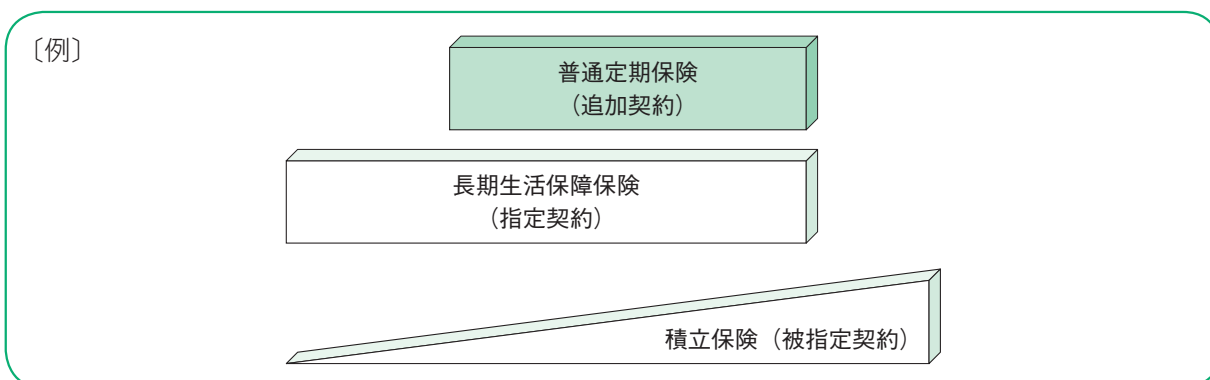 〔例〕
普通定期保険
（追加契約）
長期生活保障保険
（指定契約）
積立保険（被指定契約）